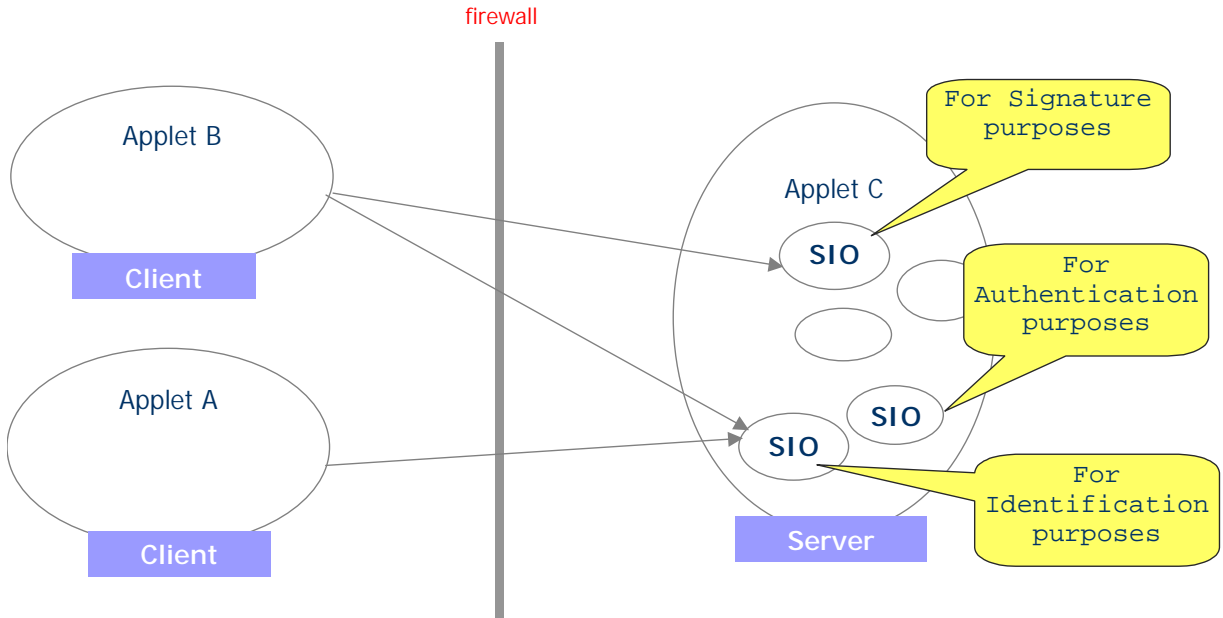 firewall
Applet B
Client
Applet A
Client
Applet C
SIO
SIO
SIO
Server
For Signature
purposes
For
Authentication
purposes
For
Identification
purposes